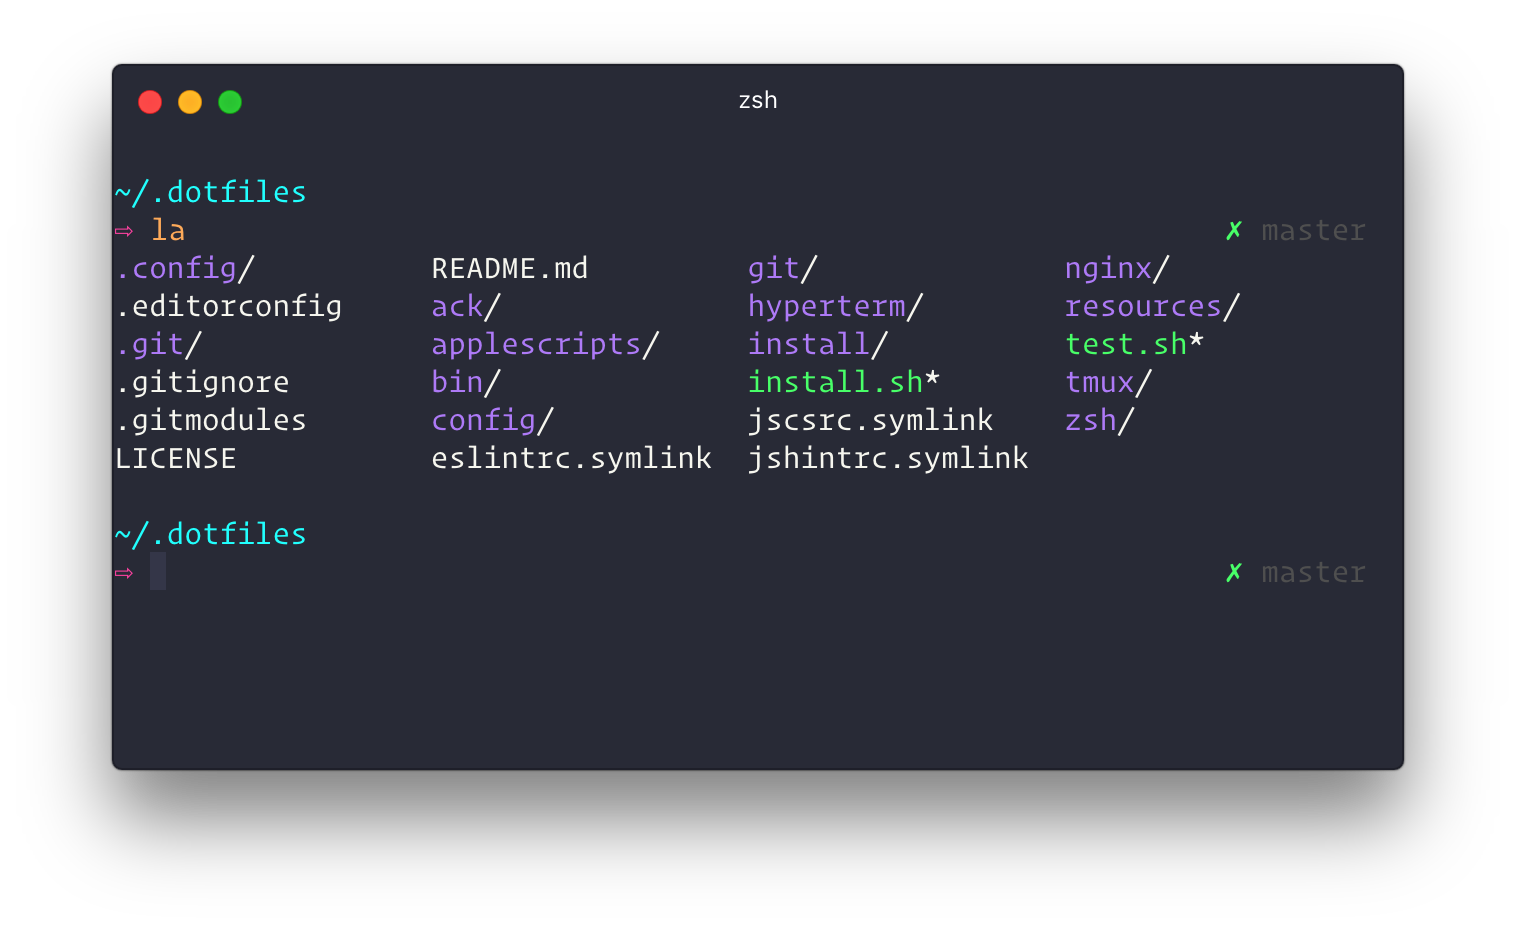 zsh
~/.dotfiles
⇨ la ✗ master
.config/ README.md git/ nginx/
.editorconfig ack/ hyperterm/ resources/
.git/ applescripts/ install/ test.sh*
.gitignore bin/ install.sh* tmux/
.gitmodules config/ jscsrc.symlink zsh/
LICENSE eslintrc.symlink jshintrc.symlink
~/.dotfiles
⇨ ✗ master